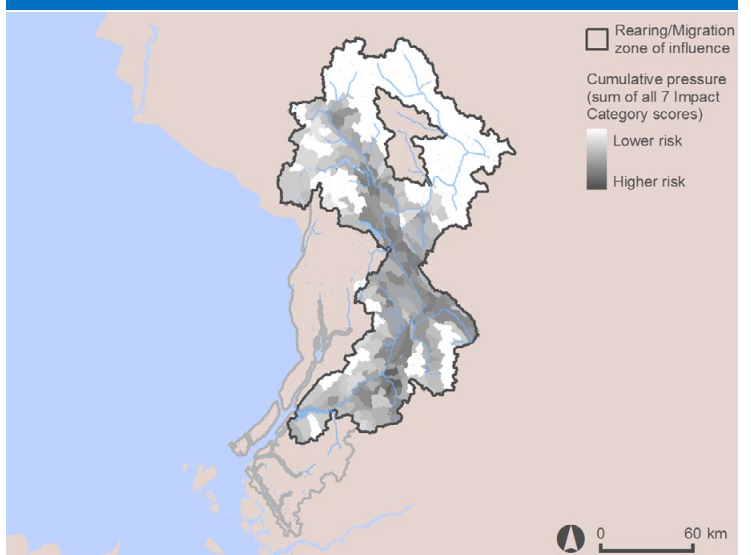 Rearing/Migration
zone of influence
Cumulative pressure
(sum of all 7 Impact
Category scores)
Lower risk
Higher risk
0 60 km